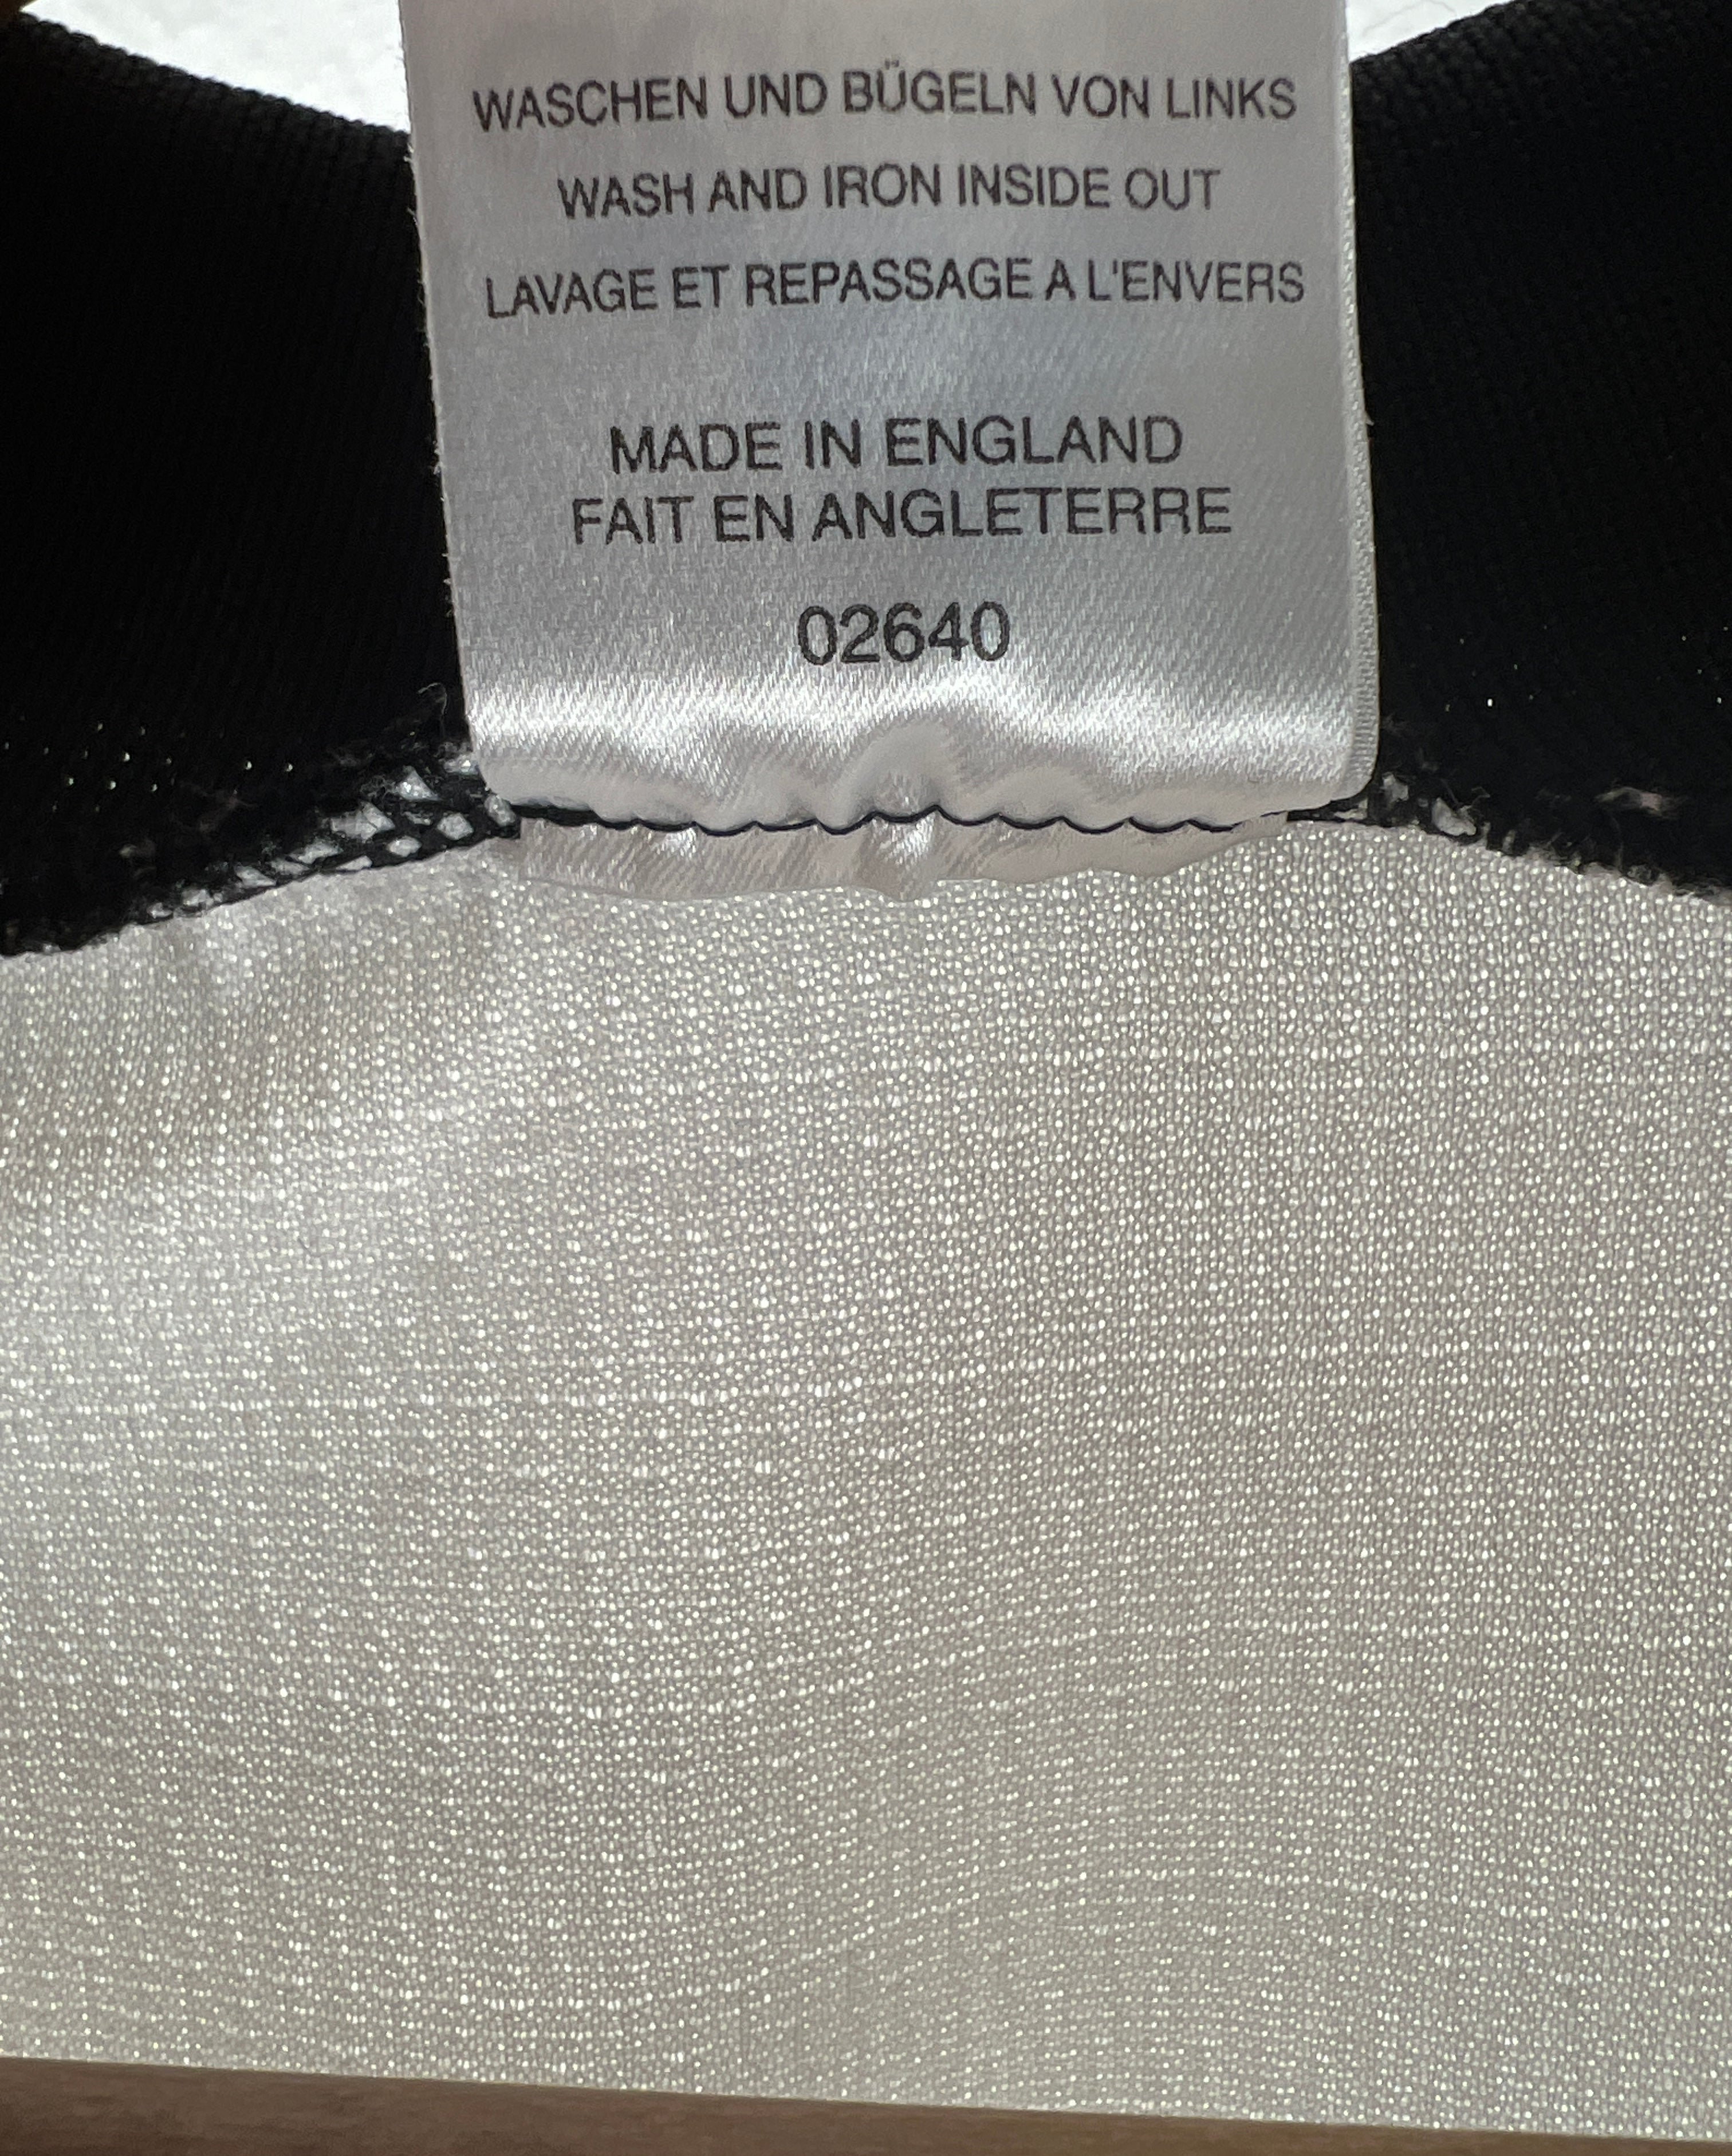 WASCHEN UND BÜGELN VON LINKS
WASH AND IRON INSIDE OUT
LAVAGE ET REPASSAGE A L'ENVERS
MADE IN ENGLAND
FAIT EN ANGLETERRE
02640